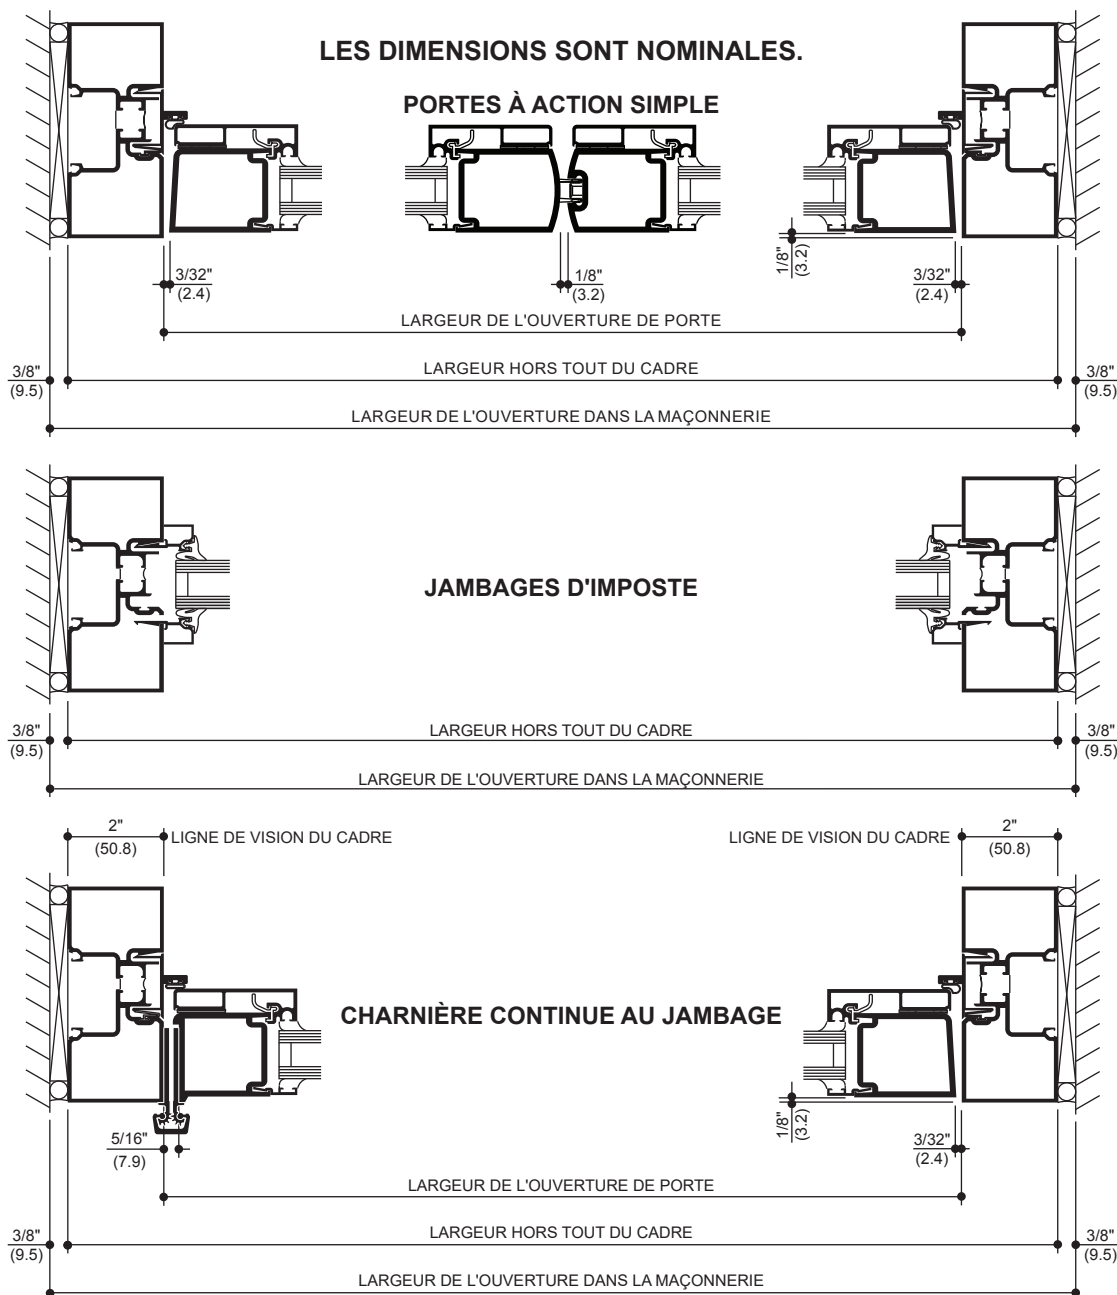 LES DIMENSIONS SONT NOMINALES.
PORTES À ACTION SIMPLE
3/32"
(2.4)
1/8"
(3.2)
1/8"
(3.2)
3/32"
(2.4)
LARGEUR DE L'OUVERTURE DE PORTE
3/8"
(9.5)
LARGEUR HORS TOUT DU CADRE
3/8"
(9.5)
LARGEUR DE L'OUVERTURE DANS LA MAÇONNERIE
JAMBAGES D'IMPOSTE
3/8"
(9.5)
LARGEUR HORS TOUT DU CADRE
3/8"
(9.5)
LARGEUR DE L'OUVERTURE DANS LA MAÇONNERIE
2"
(50.8)
LIGNE DE VISION DU CADRE
LIGNE DE VISION DU CADRE
2"
(50.8)
CHARNIÈRE CONTINUE AU JAMBAGE
5/16"
(7.9)
1/8"
(3.2)
3/32"
(2.4)
LARGEUR DE L'OUVERTURE DE PORTE
3/8"
(9.5)
LARGEUR HORS TOUT DU CADRE
3/8"
(9.5)
LARGEUR DE L'OUVERTURE DANS LA MAÇONNERIE